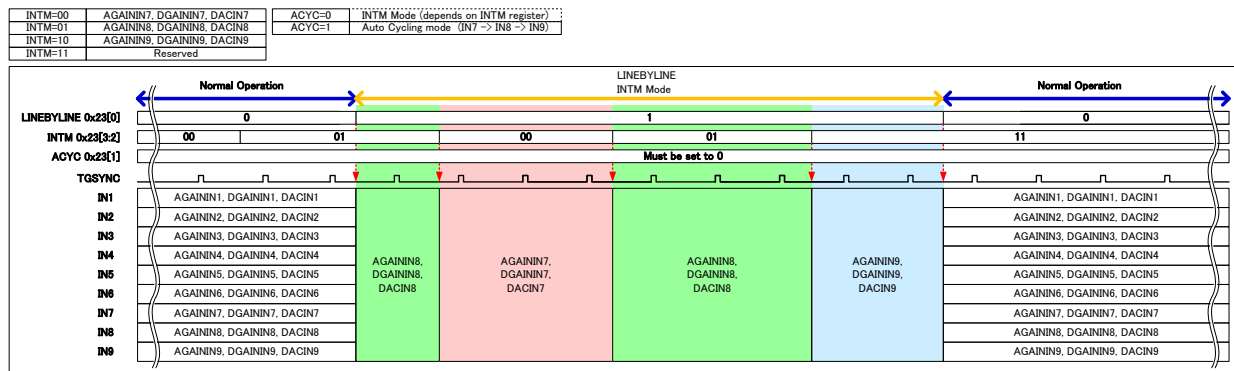 INTM=00 AGAININ7, DGAININ7, DACIN7 ACYC=0 INTM Mode (depends on INTM register)
INTM=01 AGAININ8, DGAININ8, DACIN8 ACYC=1 Auto Cycling mode (IN7 -> IN8 -> IN9)
INTM=10 AGAININ9, DGAININ9, DACIN9
INTM=11 Reserved
Normal Operation LINEBYLINE Normal Operation
INTM Mode
LINEBYLINE 0x23[0] 0 1 0
INTM 0x23[3:2] 00 01 00 01 11
ACYC 0x23[1] Must be set to 0
TGSYNC
IN1 AGAININ1, DGAININ1, DACIN1 AGAININ1, DGAININ1, DACIN1
IN2 AGAININ2, DGAININ2, DACIN2 AGAININ2, DGAININ2, DACIN2
IN3 AGAININ3, DGAININ3, DACIN3 AGAININ3, DGAININ3, DACIN3
IN4 AGAININ4, DGAININ4, DACIN4 AGAININ8, AGAININ7, AGAININ8, AGAININ9, AGAININ4, DGAININ4, DACIN4
IN5 AGAININ5, DGAININ5, DACIN5 DGAININ8, DGAININ7, DGAININ8, DGAININ9, AGAININ5, DGAININ5, DACIN5
IN6 AGAININ6, DGAININ6, DACIN6 DACIN8 DACIN7 DACIN8 DACIN9 AGAININ6, DGAININ6, DACIN6
IN7 AGAININ7, DGAININ7, DACIN7 AGAININ7, DGAININ7, DACIN7
IN8 AGAININ8, DGAININ8, DACIN8 AGAININ8, DGAININ8, DACIN8
IN9 AGAININ9, DGAININ9, DACIN9 AGAININ9, DGAININ9, DACIN9